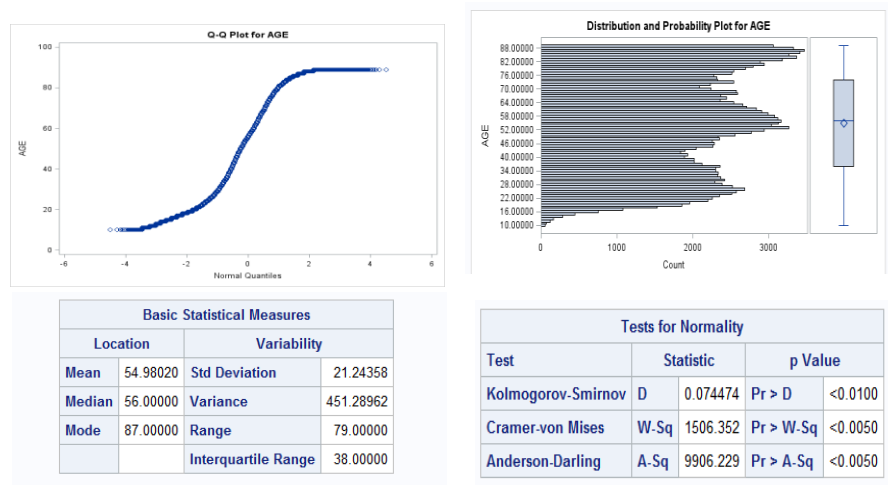 Q-Q Plot for AGE
100
80
60
40
20
0
AGE
-6 -4 -2 0 2 4 6
Normal Quantiles
Distribution and Probability Plot for AGE
88.00000
82.00000
76.00000
70.00000
64.00000
58.00000
52.00000
46.00000
40.00000
34.00000
28.00000
22.00000
16.00000
10.00000
AGE
0 1000 2000 3000
Count
Basic Statistical Measures
Location Variability
Mean 54.98020 Std Deviation 21.24358
Median 56.00000 Variance 451.28962
Mode 87.00000 Range 79.00000
Interquartile Range 38.00000
Tests for Normality
Test Statistic p Value
Kolmogorov-Smirnov D 0.074474 Pr > D <0.0100
Cramer-von Mises W-Sq 1506.352 Pr > W-Sq <0.0050
Anderson-Darling A-Sq 9906.229 Pr > A-Sq <0.0050